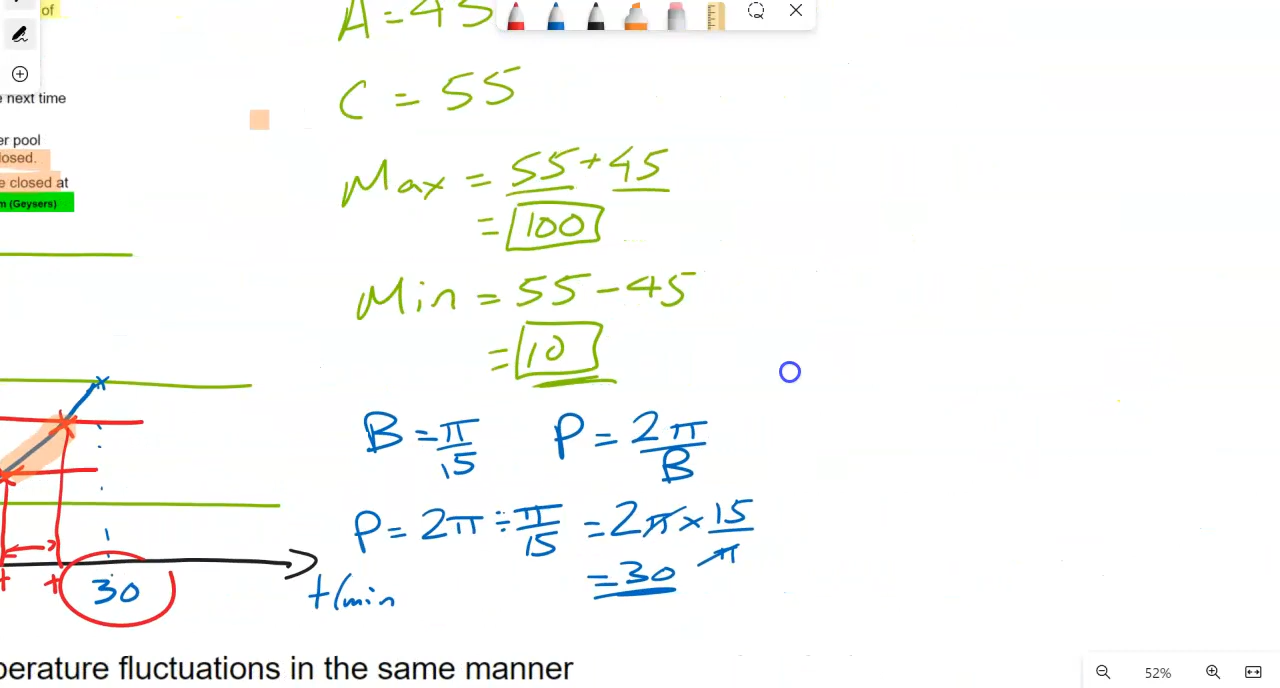 of
A = 45
C = 55
e next time
er pool
losed.
e closed at
m (Geysers)
Max = 55 + 45
= 100
Min = 55 - 45
= 10
B = π/15 P = 2π/B
P = 2π ÷ π/15 = 2π × 15/π
= 30
t t 30 t/min
perature fluctuations in the same manner
52%